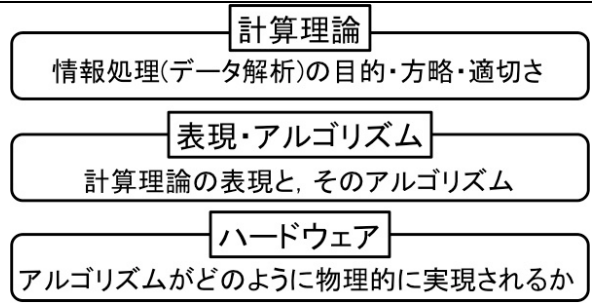 計算理論
情報処理(データ解析)の目的・方略・適切さ
表現・アルゴリズム
計算理論の表現と，そのアルゴリズム
ハードウェア
アルゴリズムがどのように物理的に実現されるか